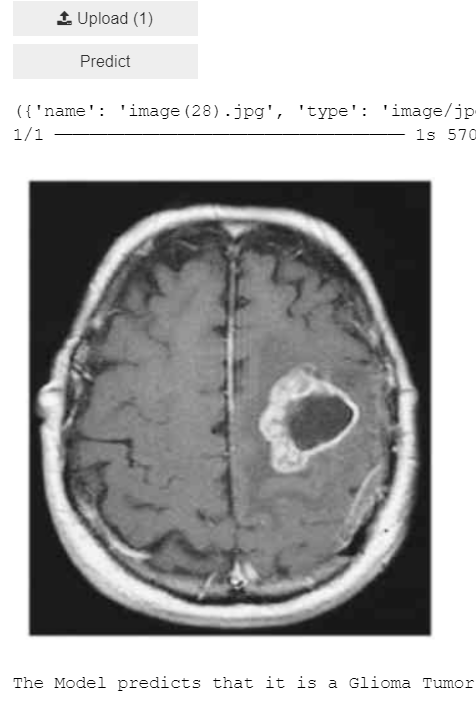 Upload (1)
Predict
({'name': 'image(28).jpg', 'type': 'image/jp
1/1 ━━━━━━━━━━━━━━━━━━━━ 1s 570
The Model predicts that it is a Glioma Tumor